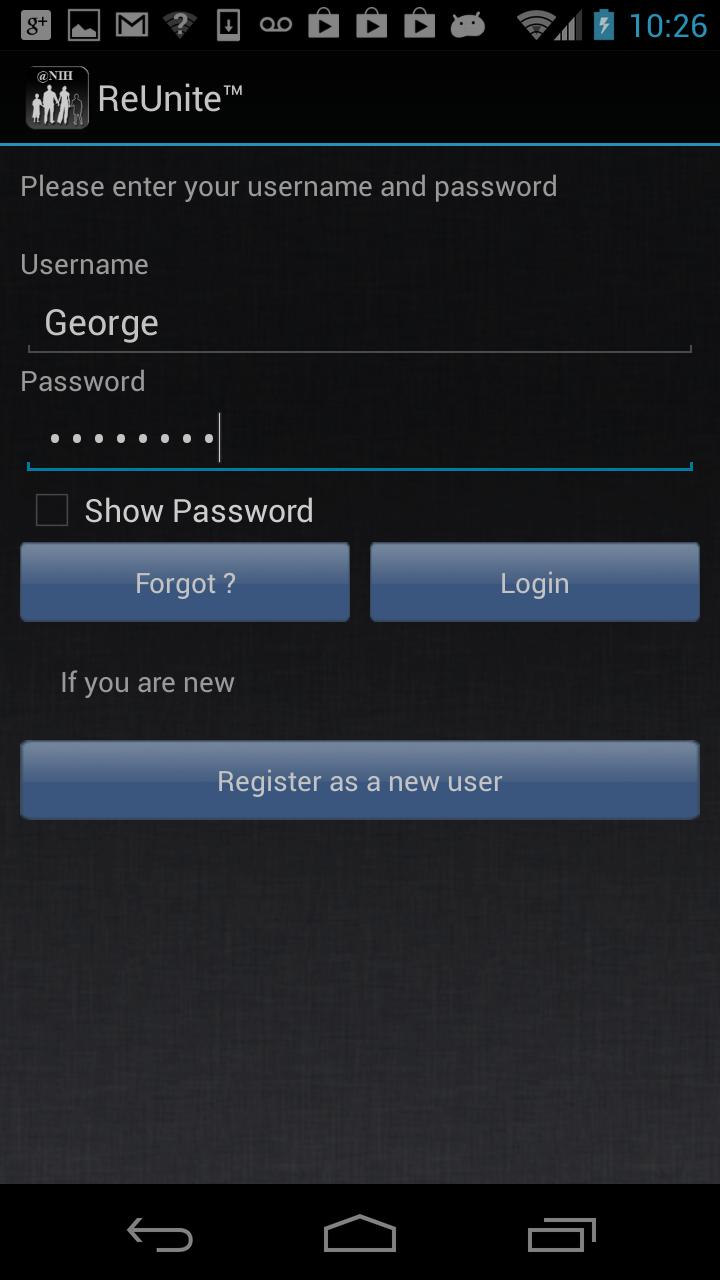 g+ 10:26
@NIH ReUnite™
Please enter your username and password
Username
George
Password
••••••••
Show Password
Forgot ? Login
If you are new
Register as a new user